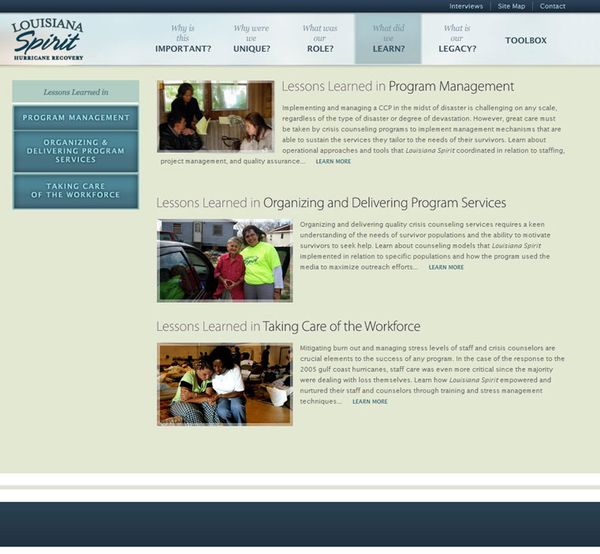 Interviews Site Map Contact
LOUISIANA
Spirit
HURRICANE RECOVERY
Why is
this
IMPORTANT?
Why were
we
UNIQUE?
What was
our
ROLE?
What did
we
LEARN?
What is
our
LEGACY?
TOOLBOX
Lessons Learned in
PROGRAM MANAGEMENT
ORGANIZING &
DELIVERING PROGRAM
SERVICES
TAKING CARE
OF THE WORKFORCE
Lessons Learned in Program Management
Implementing and managing a CCP in the midst of disaster is challenging on any scale,
regardless of the type of disaster or degree of devastation. However, great care must
be taken by crisis counseling programs to implement management mechanisms that are
able to sustain the services they tailor to the needs of their survivors. Learn about
operational approaches and tools that Louisiana Spirit coordinated in relation to staffing,
project management, and quality assurance... LEARN MORE
Lessons Learned in Organizing and Delivering Program Services
Organizing and delivering quality crisis counseling services requires a keen
understanding of the needs of survivor populations and the ability to motivate
survivors to seek help. Learn about counseling models that Louisiana Spirit
implemented in relation to specific populations and how the program used the
media to maximize outreach efforts... LEARN MORE
Lessons Learned in Taking Care of the Workforce
Mitigating burn out and managing stress levels of staff and crisis counselors are
crucial elements to the success of any program. In the case of the response to the
2005 gulf coast hurricanes, staff care was even more critical since the majority
were dealing with loss themselves. Learn how Louisiana Spirit empowered and
nurtured their staff and counselors through training and stress management
techniques... LEARN MORE